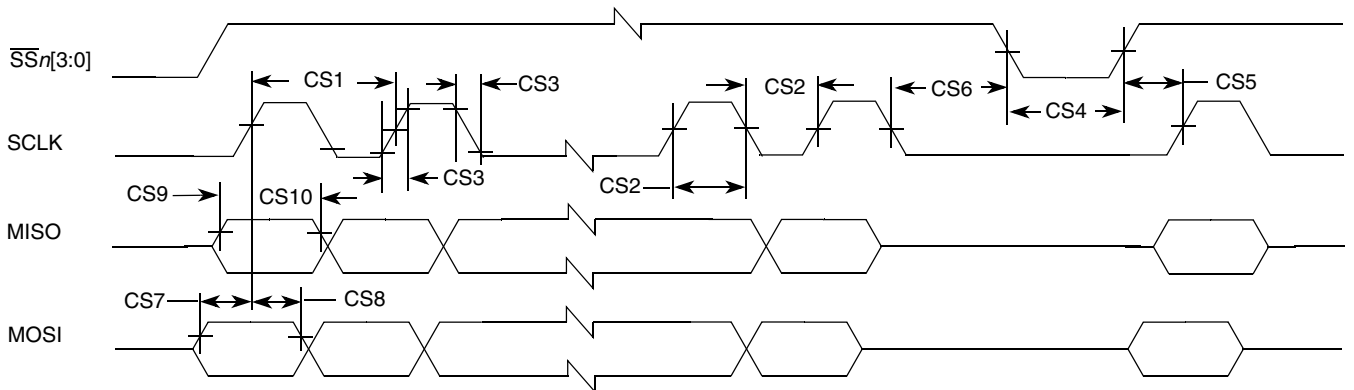 SSn[3:0]
CS1
CS3
CS2
CS6
CS4
CS5
SCLK
CS3
CS2
CS9
CS10
MISO
CS7
CS8
MOSI